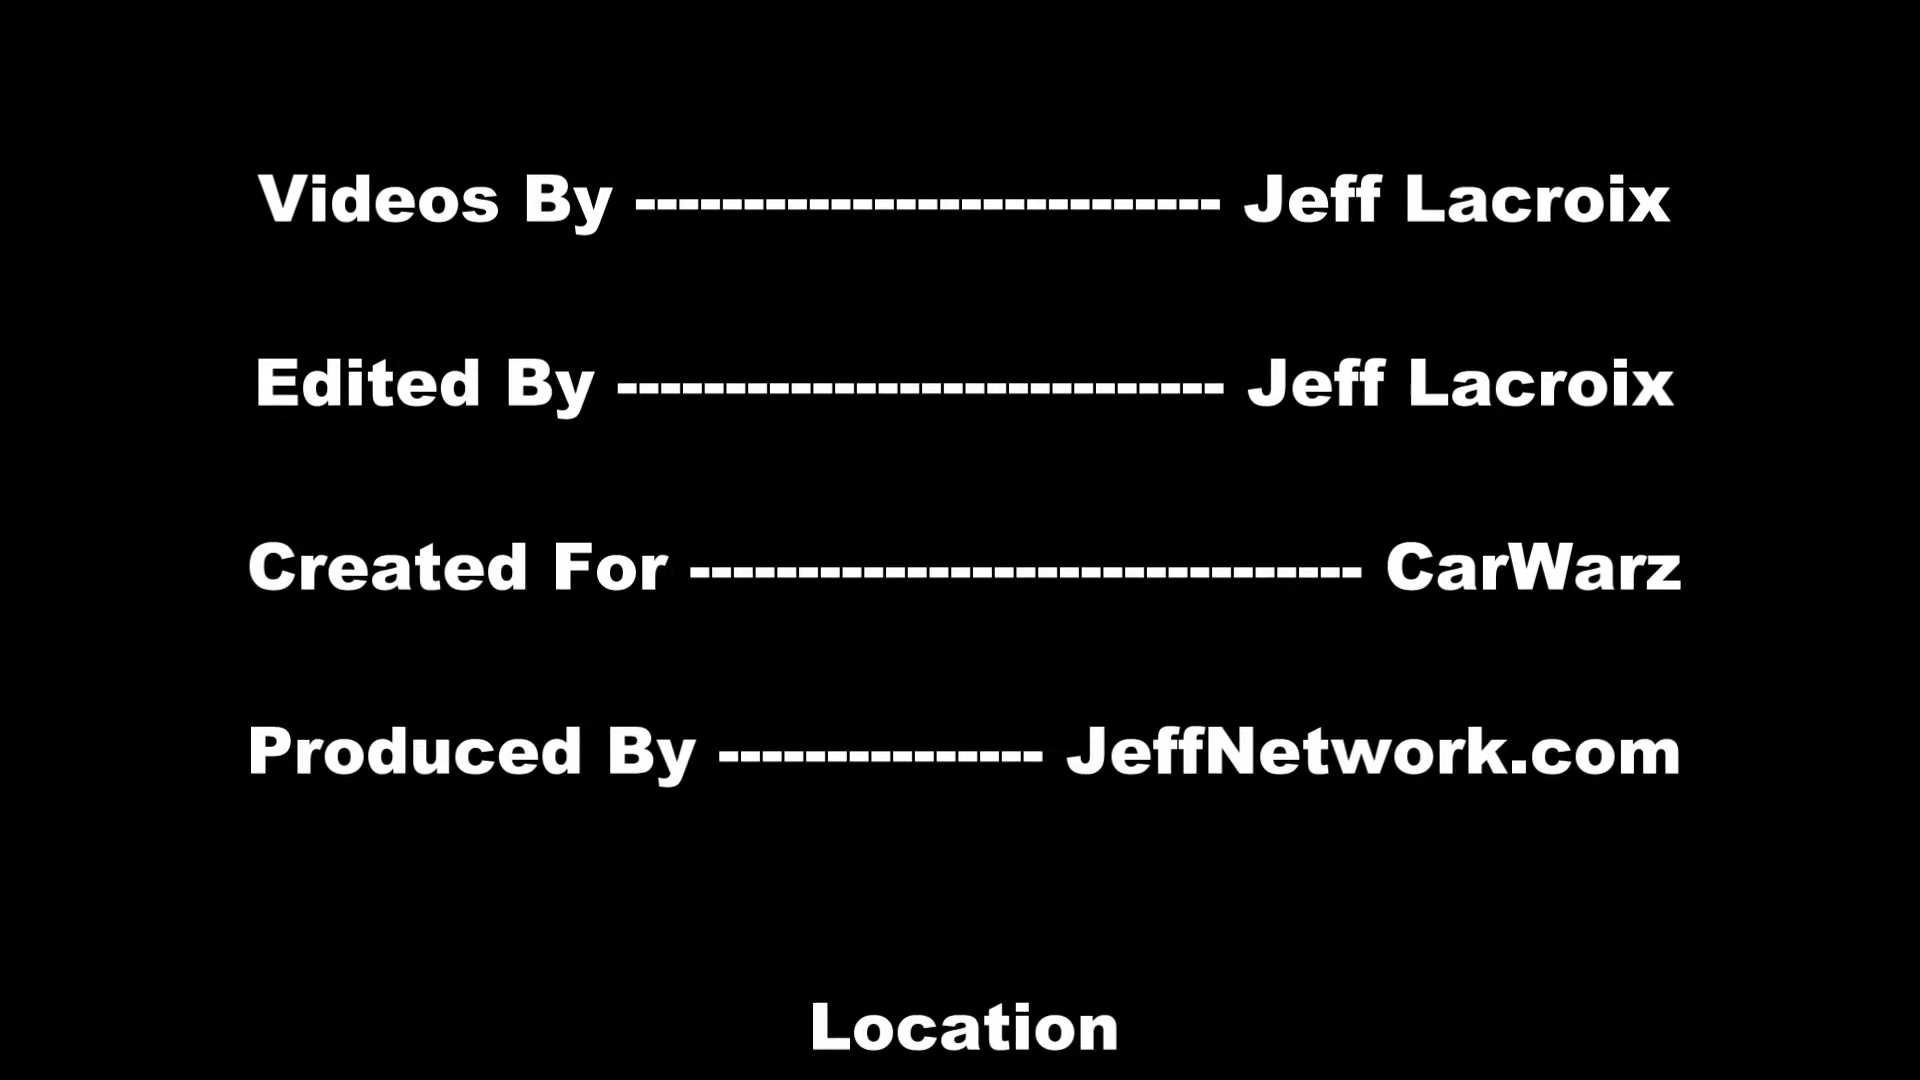 Videos By --------------------------- Jeff Lacroix
Edited By ---------------------------- Jeff Lacroix
Created For ------------------------------- CarWarz
Produced By --------------- JeffNetwork.com
Location